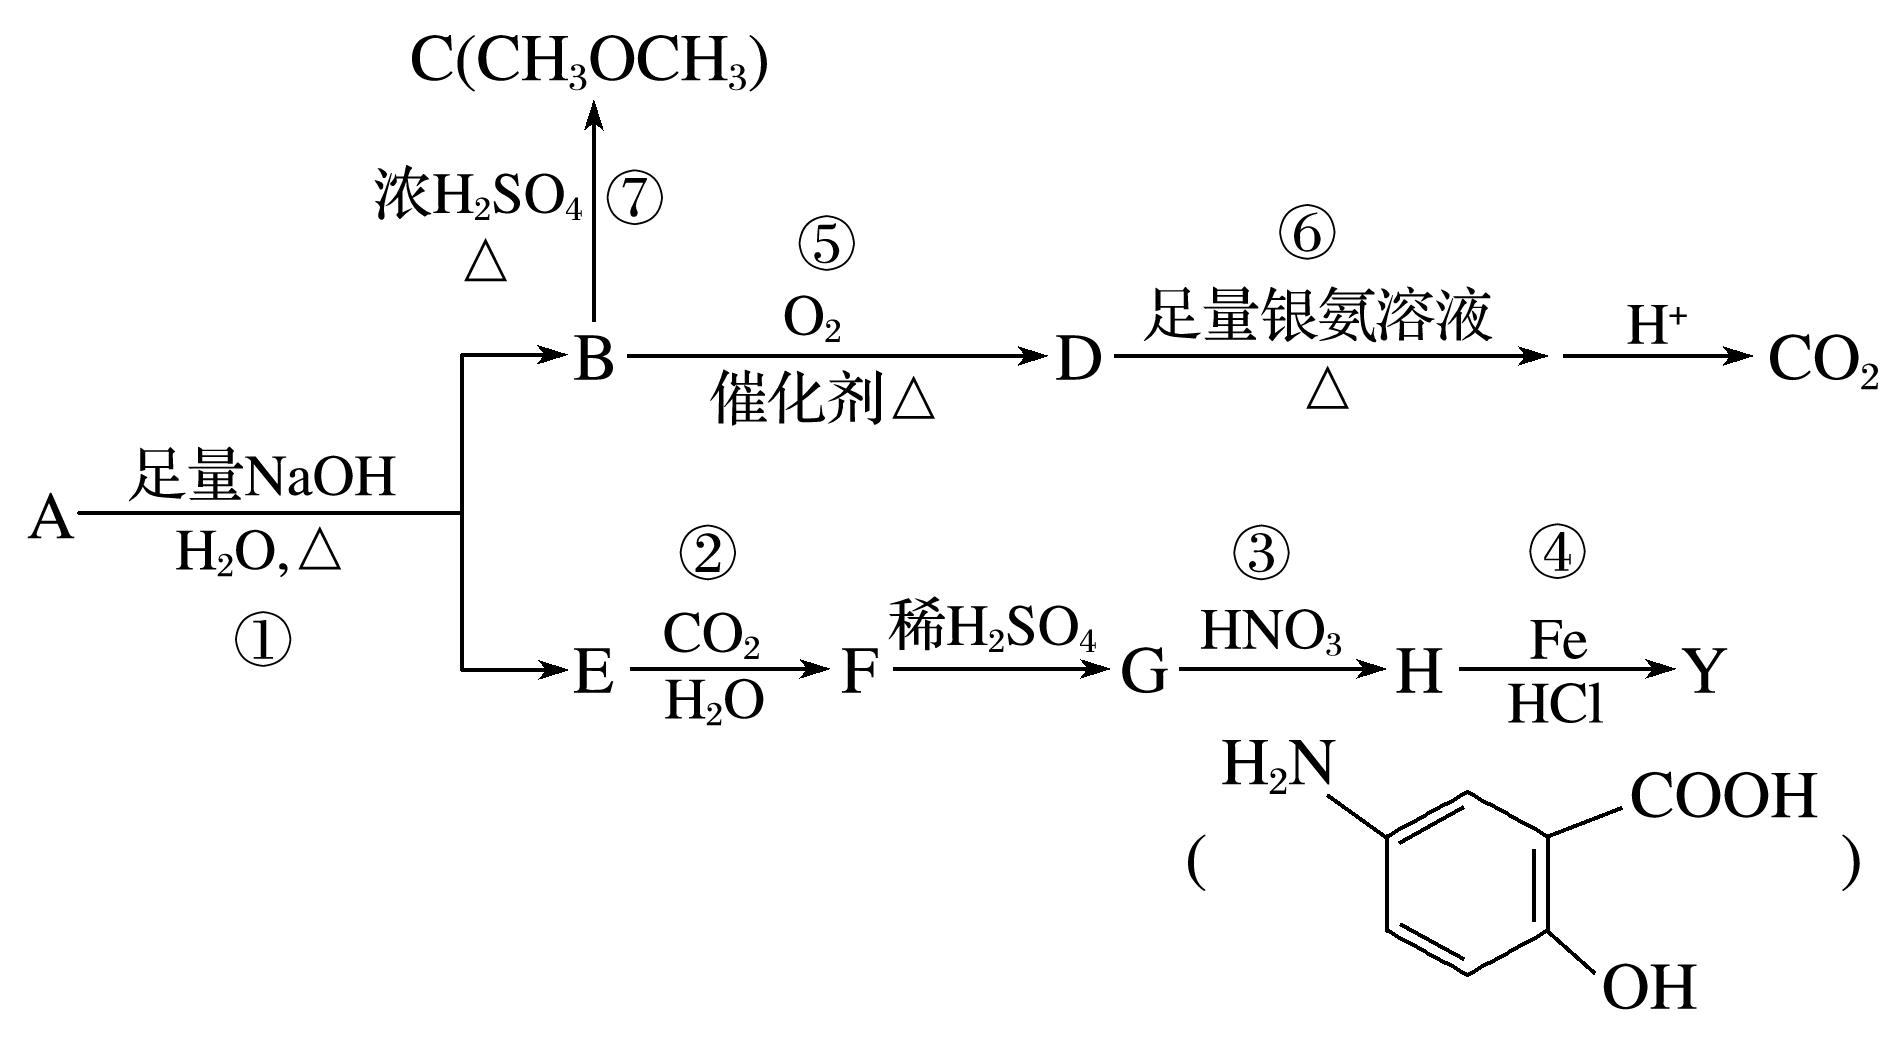 C(CH₃OCH₃)
浓H₂SO₄ ⑦
△
⑤ ⑥
O₂ 足量银氨溶液 H⁺
B D CO₂
催化剂△ △
足量NaOH
A
H₂O,△
①
② ③ ④
CO₂ 稀H₂SO₄ HNO₃ Fe
E F G H Y
H₂O HCl
H₂N
COOH
( )
OH